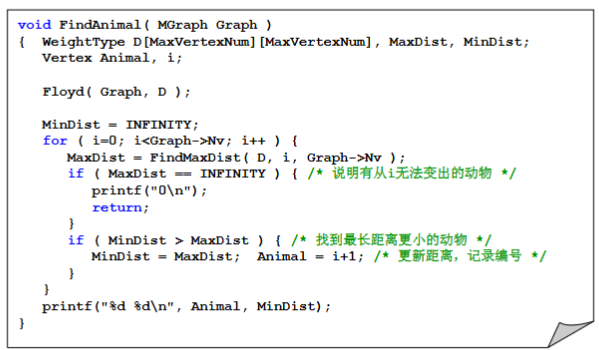 void FindAnimal( MGraph Graph )
{ WeightType D[MaxVertexNum][MaxVertexNum], MaxDist, MinDist;
Vertex Animal, i;
Floyd( Graph, D );
MinDist = INFINITY;
for ( i=0; i<Graph->Nv; i++ ) {
MaxDist = FindMaxDist( D, i, Graph->Nv );
if ( MaxDist == INFINITY ) { /* 说明有从i无法变出的动物 */
printf("0\n");
return;
}
if ( MinDist > MaxDist ) { /* 找到最长距离更小的动物 */
MinDist = MaxDist; Animal = i+1; /* 更新距离，记录编号 */
}
}
printf("%d %d\n", Animal, MinDist);
}